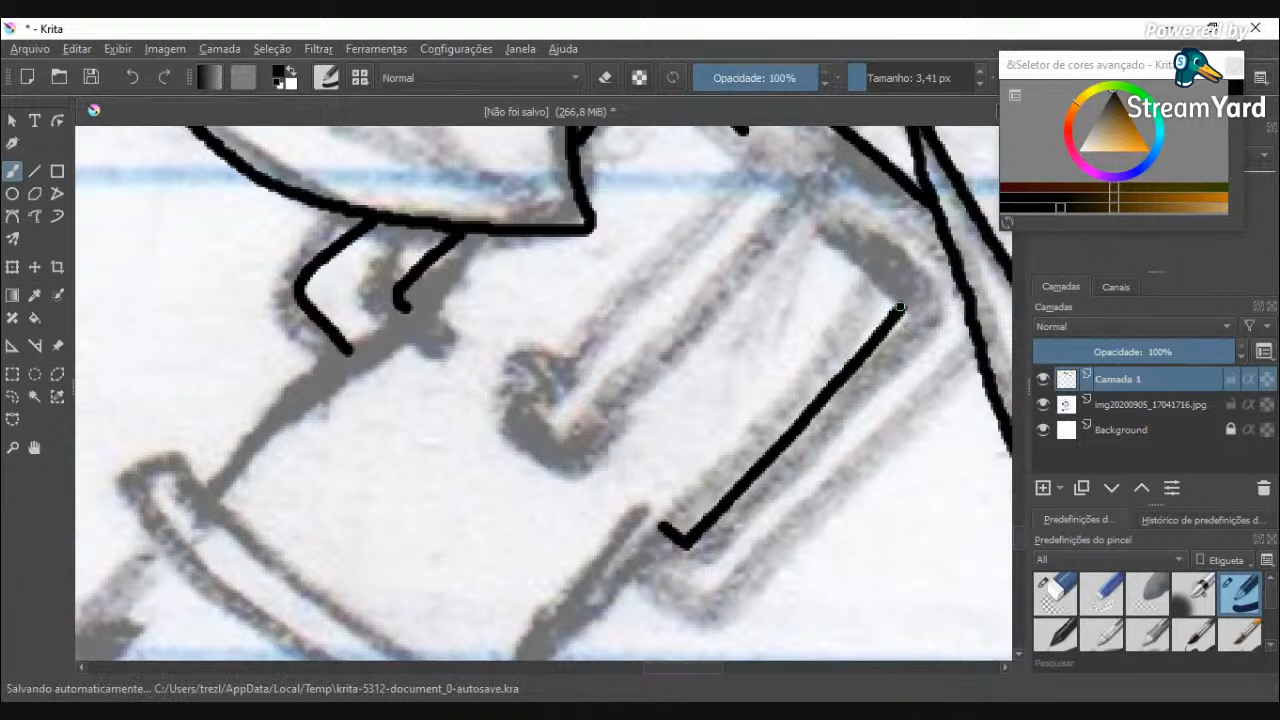 * - Krita
Powered by
StreamYard
Arquivo Editar Exibir Imagem Camada Seleção Filtrar Ferramentas Configurações Janela Ajuda
Normal
Opacidade: 100%
Tamanho: 3,41 px
&Seletor de cores avançado - Krita
[Não foi salvo] (266,8 MiB) *
Camadas Canais
Camadas
Normal
Opacidade: 100%
Camada 1
img20200905_17041716.jpg
Background
Predefinições d... Histórico de predefinições d...
Predefinições do pincel
All
Etiqueta
Pesquisar
Salvando automaticamente... C:/Users/trezl/AppData/Local/Temp\krita-5312-document_0-autosave.kra